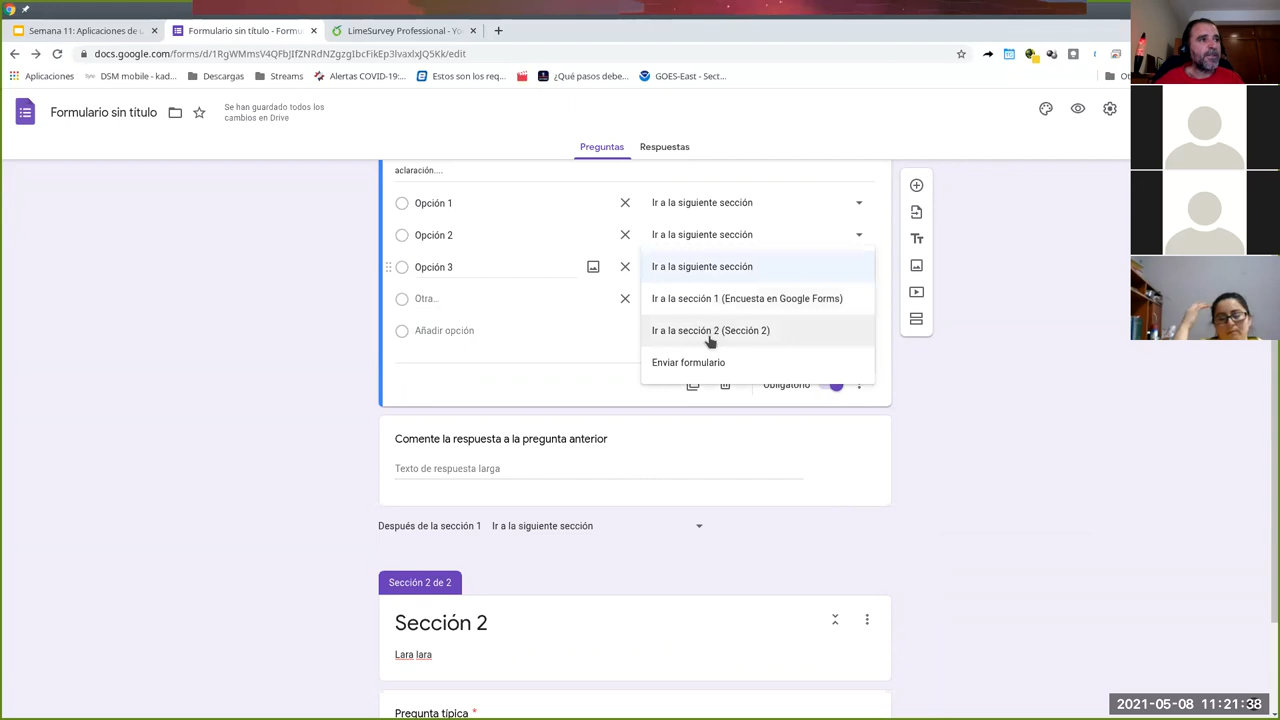 Semana 11: Aplicaciones de u
Formulario sin título - Formu
LimeSurvey Professional - Yo
docs.google.com/forms/d/1RgWMmsV4QFbIfZNRdNZgzgIbcFikEp3lvaxlxJQ5Kk/edit
Aplicaciones
DSM mobile - kad...
Descargas
Streams
Alertas COVID-19:...
Estos son los req...
¿Qué pasos debe...
GOES-East - Sect...
Formulario sin título
Se han guardado todos los
cambios en Drive
Preguntas
Respuestas
aclaración....
Opción 1
Ir a la siguiente sección
Opción 2
Ir a la siguiente sección
Opción 3
Ir a la siguiente sección
Otra...
Ir a la sección 1 (Encuesta en Google Forms)
Añadir opción
Ir a la sección 2 (Sección 2)
Enviar formulario
Obligatorio
Comente la respuesta a la pregunta anterior
Texto de respuesta larga
Después de la sección 1
Ir a la siguiente sección
Sección 2 de 2
Sección 2
Lara lara
Pregunta típica *
2021-05-08 11:21:38